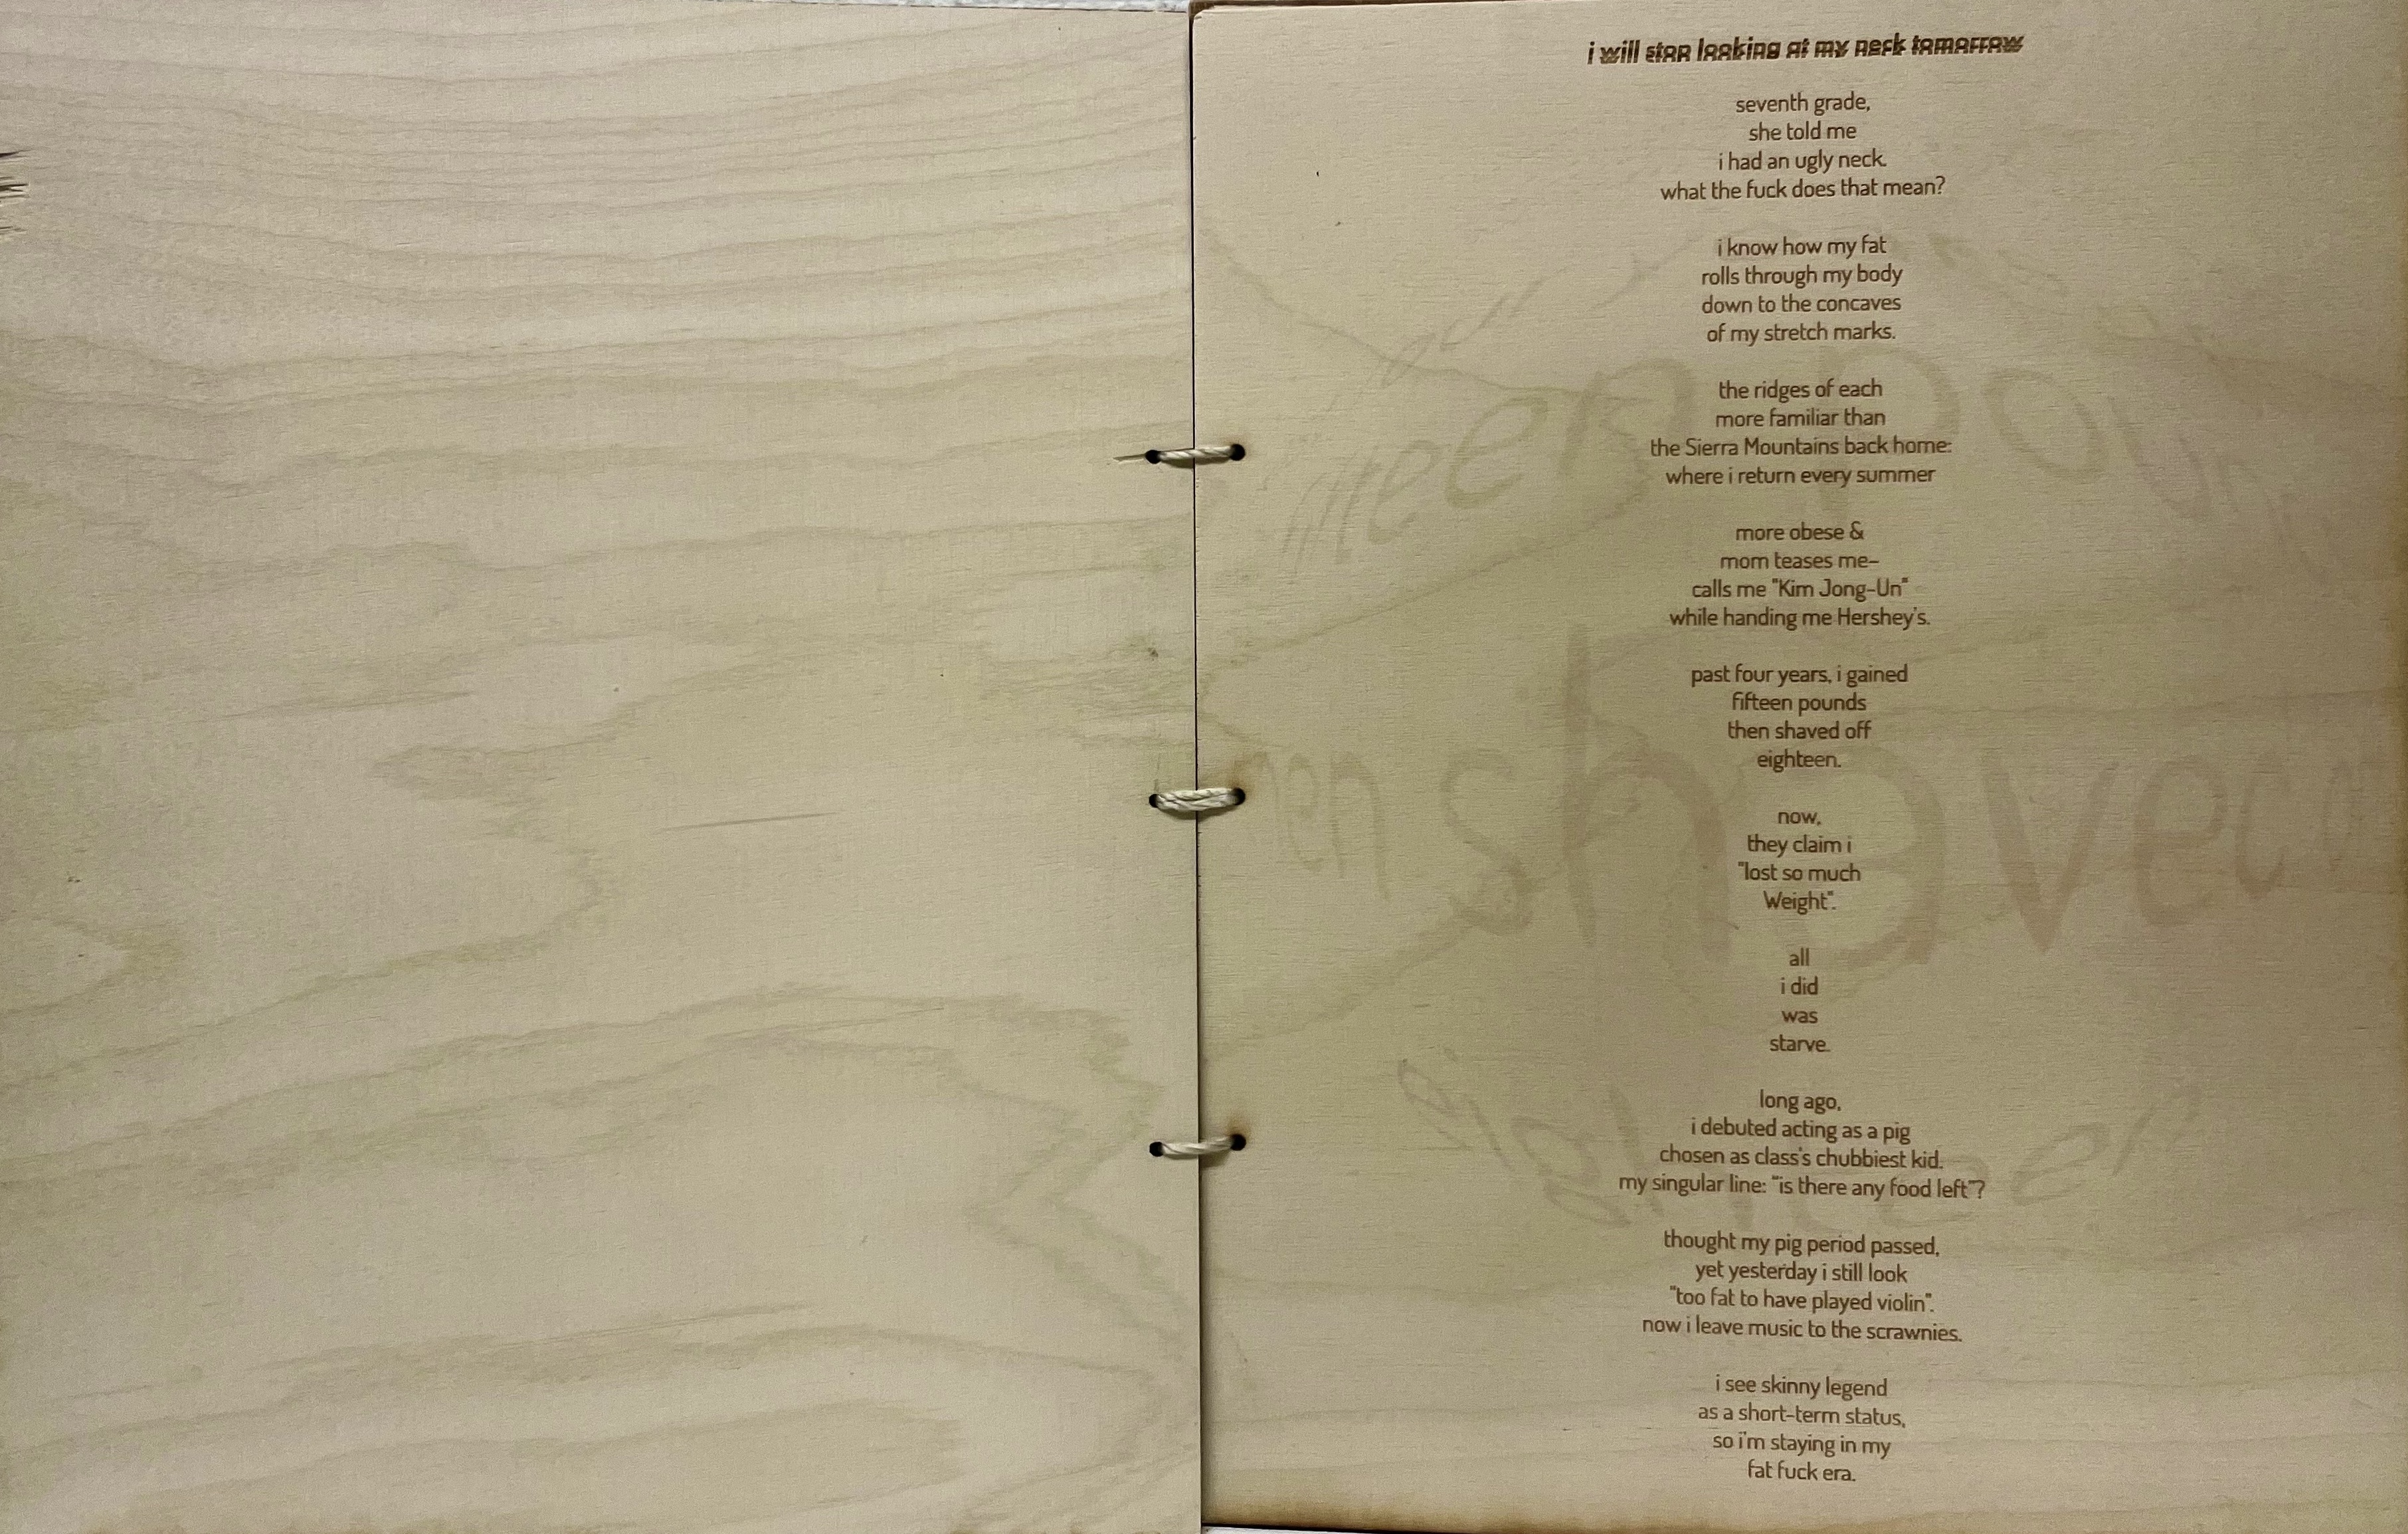 i will stop looking at my neck tomorrow
seventh grade,
she told me
i had an ugly neck.
what the fuck does that mean?
i know how my fat
rolls through my body
down to the concaves
of my stretch marks.
the ridges of each
more familiar than
the Sierra Mountains back home:
where i return every summer
more obese &
mom teases me–
calls me "Kim Jong-Un"
while handing me Hershey's.
past four years, i gained
fifteen pounds
then shaved off
eighteen.
now,
they claim i
"lost so much
Weight".
all
i did
was
starve.
long ago,
i debuted acting as a pig
chosen as class's chubbiest kid.
my singular line: "is there any food left"?
thought my pig period passed,
yet yesterday i still look
"too fat to have played violin".
now i leave music to the scrawnies.
i see skinny legend
as a short-term status,
so i'm staying in my
fat fuck era.